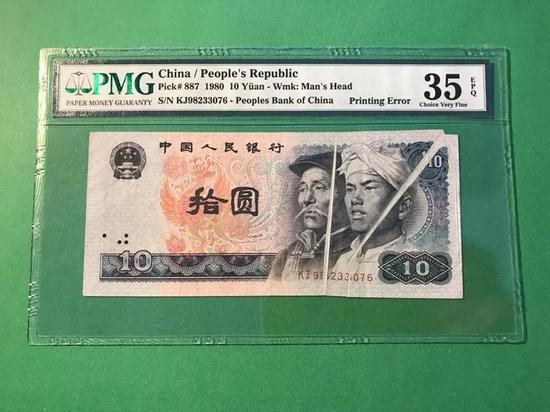 PMG
PAPER MONEY GUARANTY
China / People's Republic
Pick# 887 1980 10 Yüan - Wmk: Man's Head
S/N KJ98233076 - Peoples Bank of China
Printing Error
35
EPQ
Choice Very Fine
中国人民银行
10
拾圆
10
KJ98233076
10